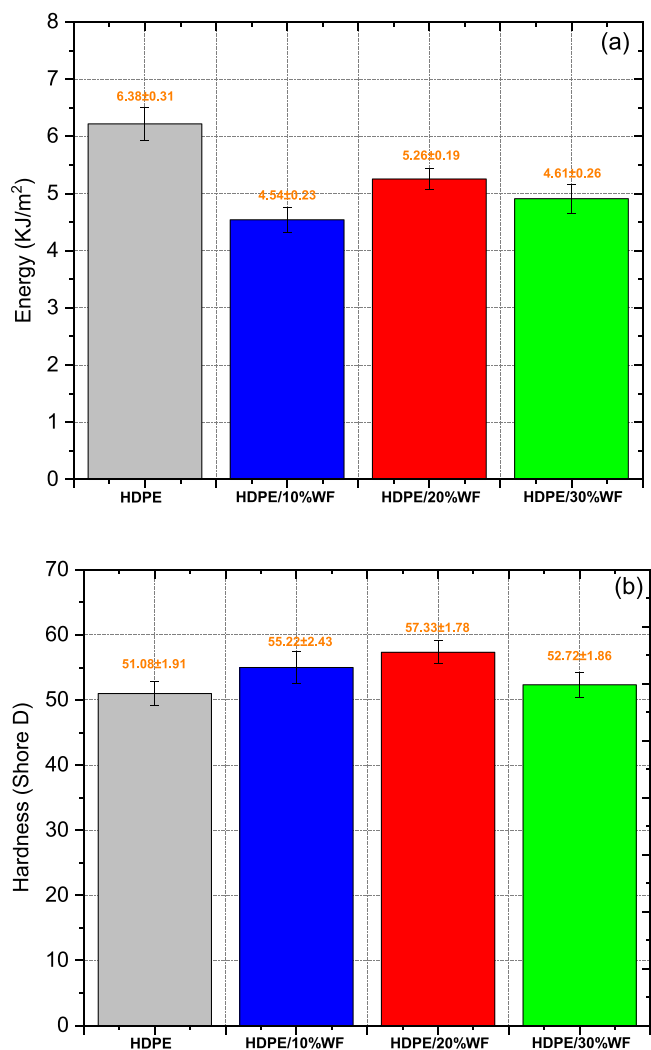 (a)
Energy (KJ/m²)
8
7
6
5
4
3
2
1
0
6.38±0.31
4.54±0.23
5.26±0.19
4.61±0.26
HDPE
HDPE/10%WF
HDPE/20%WF
HDPE/30%WF
(b)
Hardness (Shore D)
70
60
50
40
30
20
10
0
51.08±1.91
55.22±2.43
57.33±1.78
52.72±1.86
HDPE
HDPE/10%WF
HDPE/20%WF
HDPE/30%WF